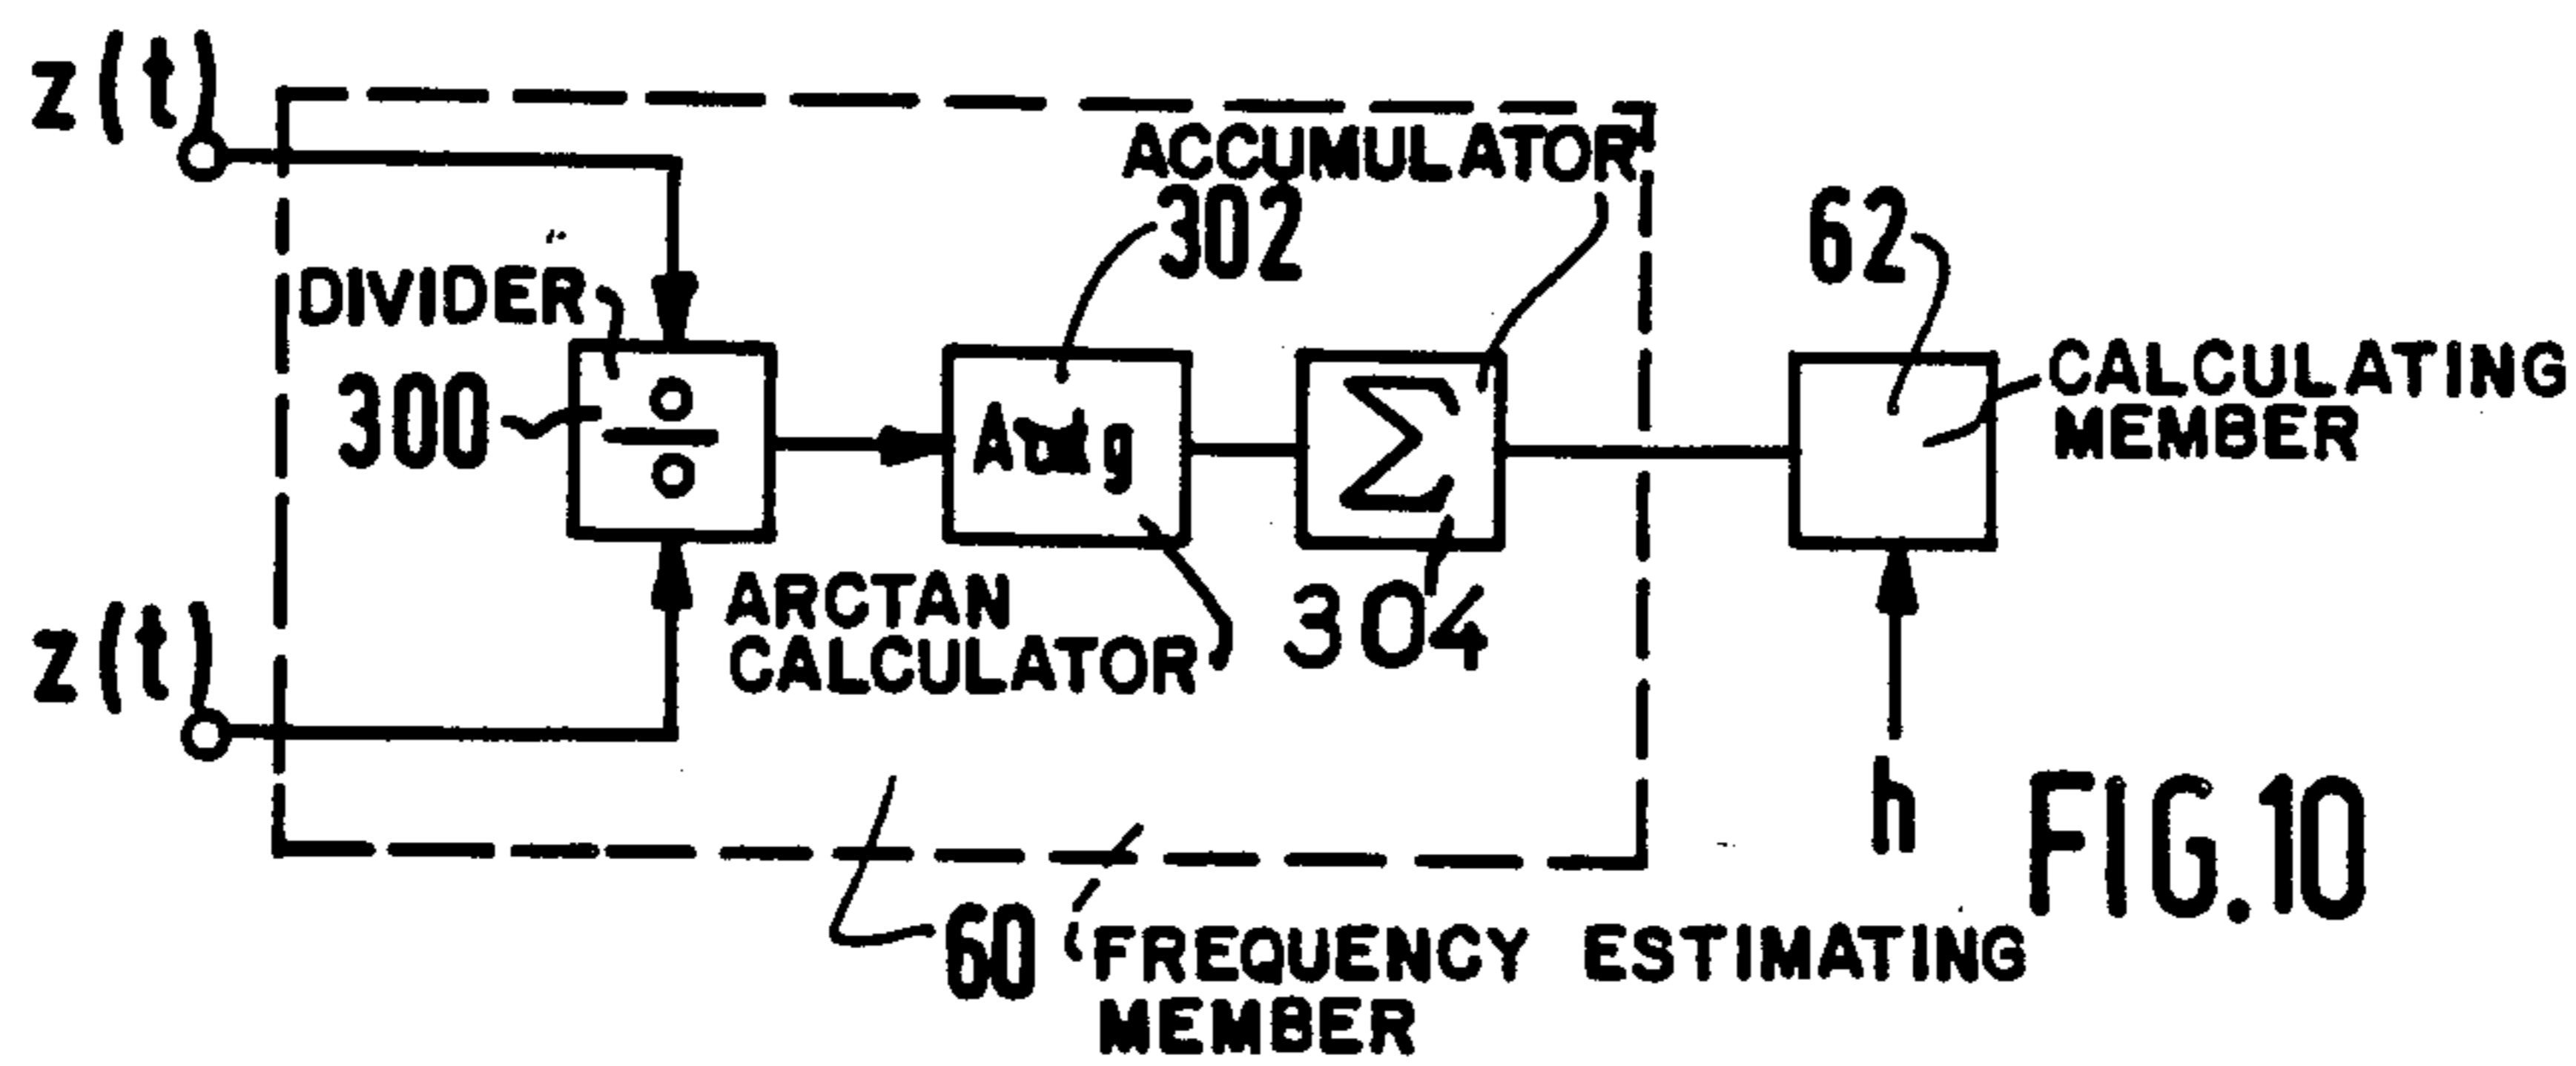 z(t)
ACCUMULATOR
302
62
DIVIDER
300
÷
Σ
CALCULATING
MEMBER
ARCTAN
CALCULATOR
304
z(t)
h
FIG.10
60
FREQUENCY ESTIMATING
MEMBER